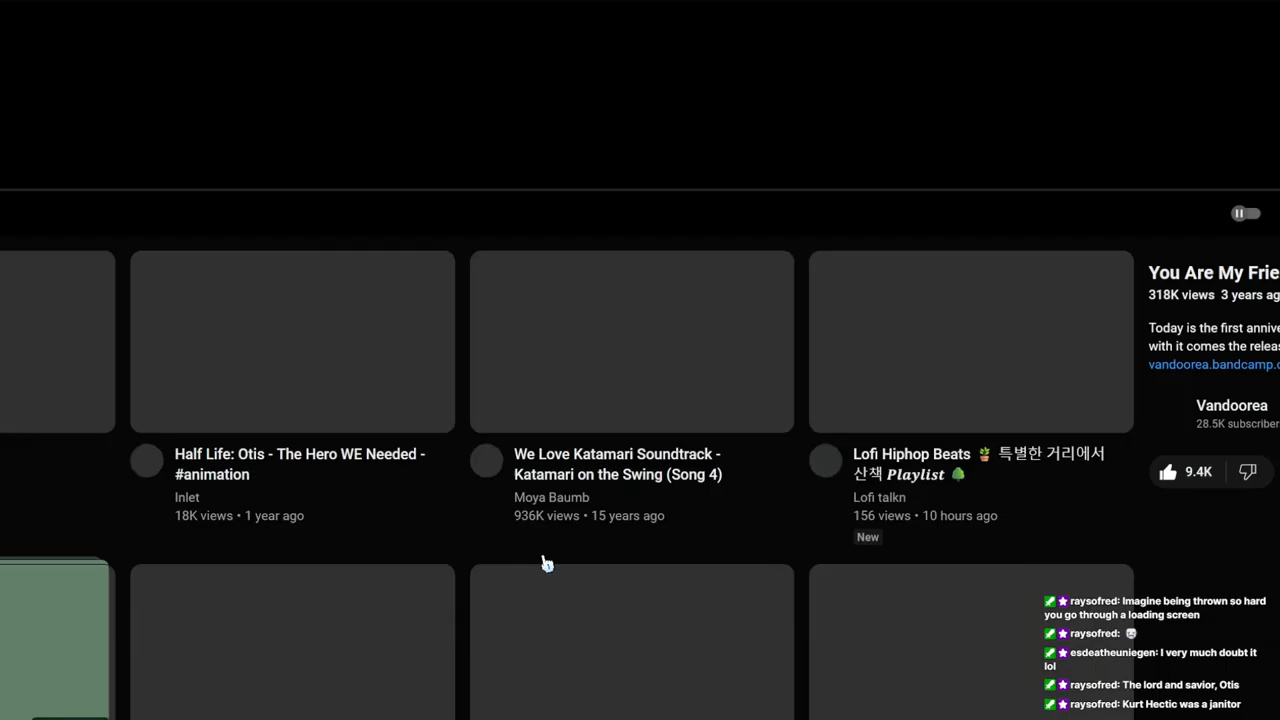 Half Life: Otis - The Hero WE Needed -
#animation
Inlet
18K views • 1 year ago
We Love Katamari Soundtrack -
Katamari on the Swing (Song 4)
Moya Baumb
936K views • 15 years ago
Lofi Hiphop Beats 🪴 특별한 거리에서
산책 𝑷𝒍𝒂𝒚𝒍𝒊𝒔𝒕 🌳
Lofi talkn
156 views • 10 hours ago
New
You Are My Frie
318K views 3 years ag
Today is the first annive
with it comes the relea
vandoorea.bandcamp.c
Vandoorea
28.5K subscriber
9.4K
raysofred: Imagine being thrown so hard
you go through a loading screen
raysofred:
esdeatheuniegen: I very much doubt it
lol
raysofred: The lord and savior, Otis
raysofred: Kurt Hectic was a janitor